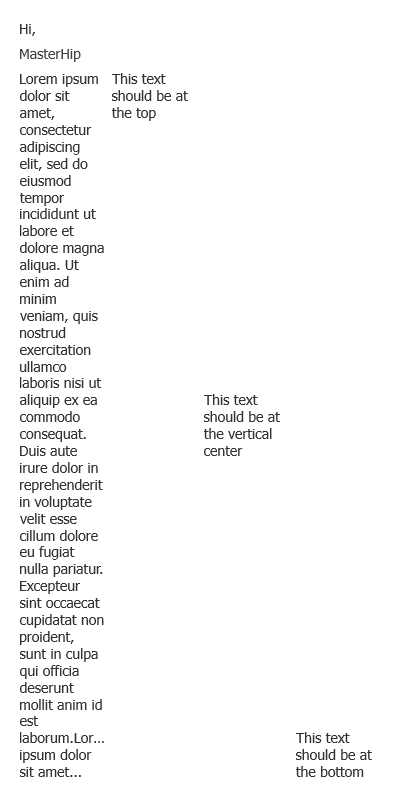 Hi,
MasterHip
Lorem ipsum
dolor sit
amet,
consectetur
adipiscing
elit, sed do
eiusmod
tempor
incididunt ut
labore et
dolore magna
aliqua. Ut
enim ad
minim
veniam, quis
nostrud
exercitation
ullamco
laboris nisi ut
aliquip ex ea
commodo
consequat.
Duis aute
irure dolor in
reprehenderit
in voluptate
velit esse
cillum dolore
eu fugiat
nulla pariatur.
Excepteur
sint occaecat
cupidatat non
proident,
sunt in culpa
qui officia
deserunt
mollit anim id
est
laborum.Lor...
ipsum dolor
sit amet...
This text
should be at
the top
This text
should be at
the vertical
center
This text
should be at
the bottom